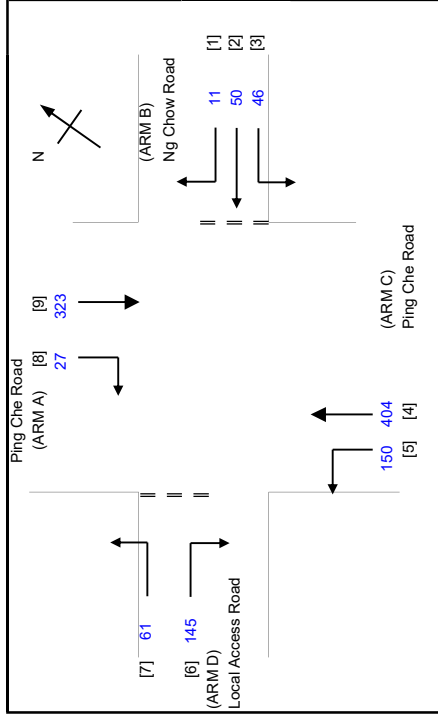 Ping Che Road
(ARM A)
[8]
27
[9]
323
N
(ARM B)
Ng Chow Road
[1]
11
[2]
50
[3]
46
[7]
61
[6]
145
(ARM D)
Local Access Road
150
[5]
404
[4]
(ARM C)
Ping Che Road